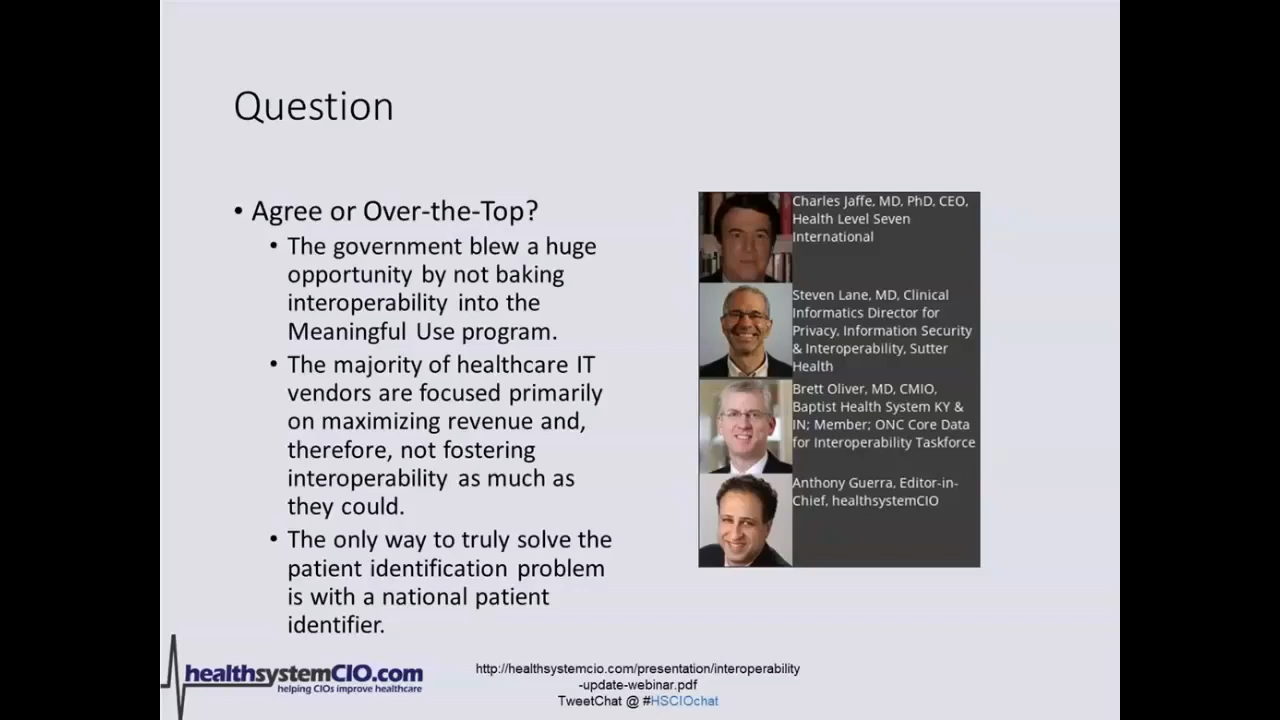 Question
• Agree or Over-the-Top?
• The government blew a huge
opportunity by not baking
interoperability into the
Meaningful Use program.
• The majority of healthcare IT
vendors are focused primarily
on maximizing revenue and,
therefore, not fostering
interoperability as much as
they could.
• The only way to truly solve the
patient identification problem
is with a national patient
identifier.
Charles Jaffe, MD, PhD, CEO,
Health Level Seven
International
Steven Lane, MD, Clinical
Informatics Director for
Privacy, Information Security
& Interoperability, Sutter
Health
Brett Oliver, MD, CMIO,
Baptist Health System KY &
IN; Member; ONC Core Data
for Interoperability Taskforce
Anthony Guerra, Editor-in-
Chief, healthsystemCIO
healthsystemCIO.com
helping CIOs improve healthcare
http://healthsystemcio.com/presentation/interoperability
-update-webinar.pdf
TweetChat @ #HSCIOchat